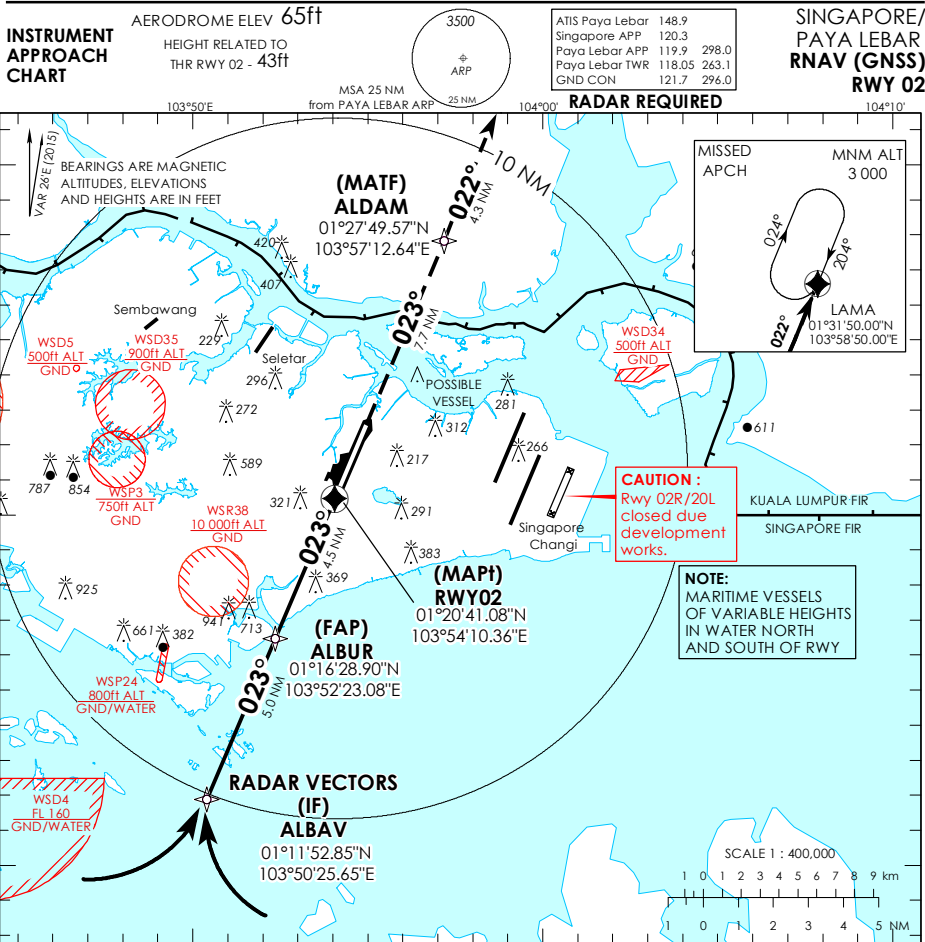 INSTRUMENT
APPROACH
CHART
AERODROME ELEV 65ft
HEIGHT RELATED TO
THR RWY 02 - 43ft
3500
ARP
25 NM
MSA 25 NM
from PAYA LEBAR ARP
ATIS Paya Lebar 148.9
Singapore APP 120.3
Paya Lebar APP 119.9 298.0
Paya Lebar TWR 118.05 263.1
GND CON 121.7 296.0
RADAR REQUIRED
SINGAPORE/
PAYA LEBAR
RNAV (GNSS)
RWY 02
103°50'E
104°00'
104°10'
VAR 26'E (2015)
BEARINGS ARE MAGNETIC
ALTITUDES, ELEVATIONS
AND HEIGHTS ARE IN FEET
10 NM
022°
4.3 NM
(MATF)
ALDAM
01°27'49.57"N
103°57'12.64"E
MISSED
APCH
MNM ALT
3 000
024°
204°
LAMA
01°31'50.00"N
103°58'50.00"E
022°
420
407
Sembawang
229
Seletar
296
023°
7.7 NM
WSD5
500ft ALT
GND
WSD35
900ft ALT
GND
WSD34
500ft ALT
GND
POSSIBLE
VESSEL
281
272
312
266
611
589
217
787
854
WSP3
750ft ALT
GND
321
291
WSR38
10 000ft ALT
GND
CAUTION :
Rwy 02R/20L
closed due
development
works.
KUALA LUMPUR FIR
SINGAPORE FIR
Singapore
Changi
023°
4.5 NM
383
369
925
941
713
(MAPt)
RWY02
01°20'41.08"N
103°54'10.36"E
NOTE:
MARITIME VESSELS
OF VARIABLE HEIGHTS
IN WATER NORTH
AND SOUTH OF RWY
661
382
(FAP)
ALBUR
01°16'28.90"N
103°52'23.08"E
WSP24
800ft ALT
GND/WATER
023°
5.0 NM
WSD4
FL 160
GND/WATER
RADAR VECTORS
(IF)
ALBAV
01°11'52.85"N
103°50'25.65"E
SCALE 1 : 400,000
1 0 1 2 3 4 5 6 7 8 9 km
1 0 1 2 3 4 5 NM